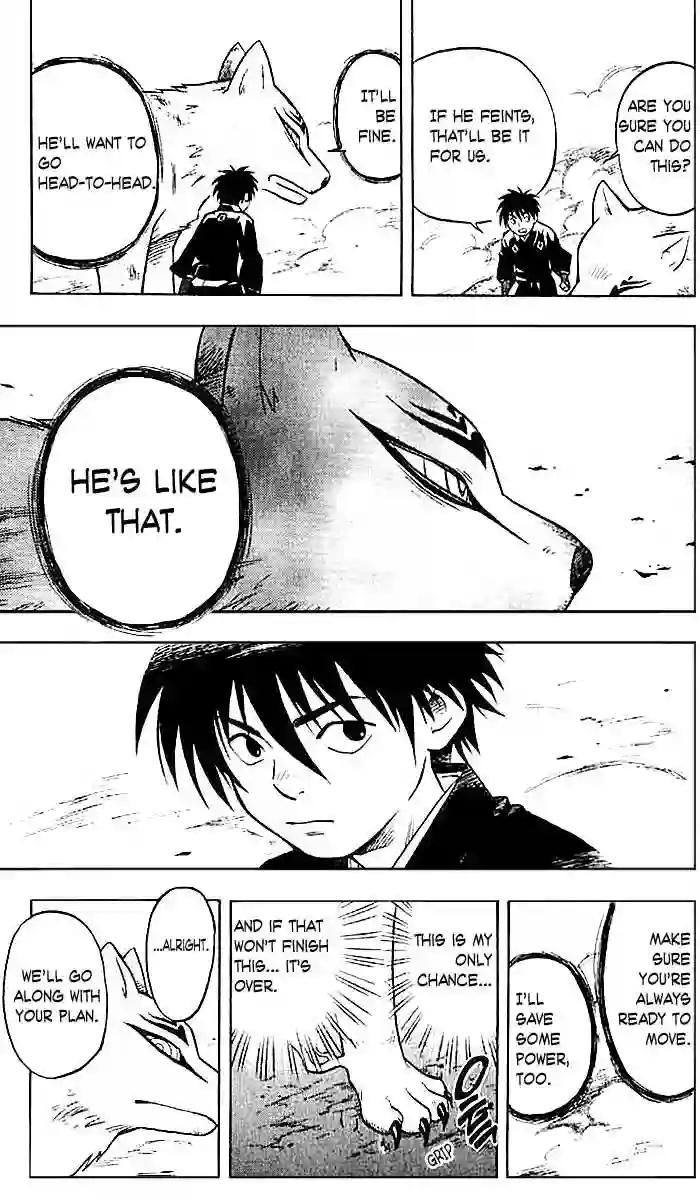 ARE YOU
SURE YOU
CAN DO
THIS?
IF HE FEINTS,
THAT'LL BE IT
FOR US.
IT'LL
BE
FINE.
HE'LL WANT TO
GO
HEAD-TO-HEAD.
HE'S LIKE
THAT.
MAKE
SURE
YOU'RE
ALWAYS
READY TO
MOVE.
I'LL
SAVE
SOME
POWER,
TOO.
THIS IS MY
ONLY
CHANCE...
AND IF THAT
WON'T FINISH
THIS... IT'S
OVER.
GRIP
...ALRIGHT.
WE'LL GO
ALONG WITH
YOUR PLAN.